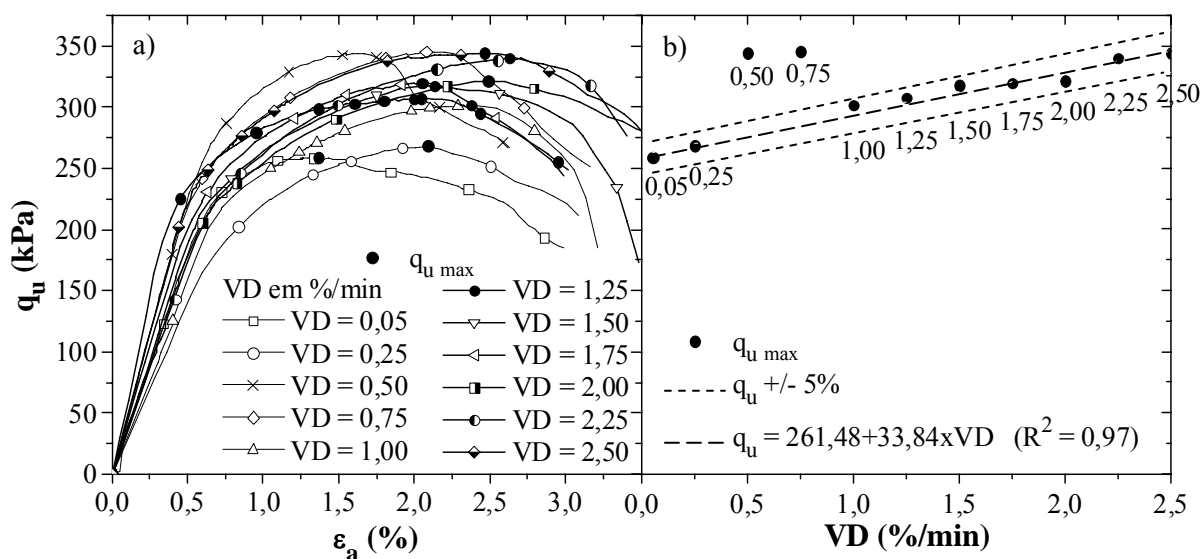 a)
350
300
250
200
150
100
50
0
q_u (kPa)
0,0 0,5 1,0 1,5 2,0 2,5 3,0
ε_a (%)
q_u max
VD em %/min
VD = 0,05
VD = 0,25
VD = 0,50
VD = 0,75
VD = 1,00
VD = 1,25
VD = 1,50
VD = 1,75
VD = 2,00
VD = 2,25
VD = 2,50
b)
0,50 0,75
0,05 0,25 1,00 1,25 1,50 1,75 2,00 2,25 2,50
q_u max
q_u +/- 5%
q_u = 261,48+33,84xVD (R² = 0,97)
0,0 0,5 1,0 1,5 2,0 2,5
VD (%/min)